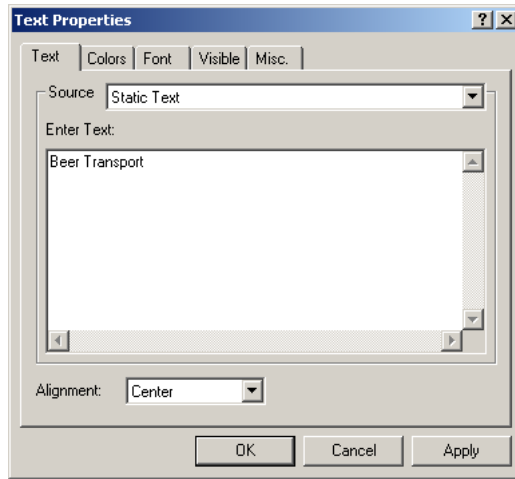 Text Properties
Text Colors Font Visible Misc.
Source Static Text
Enter Text:
Beer Transport
Alignment: Center
OK Cancel Apply